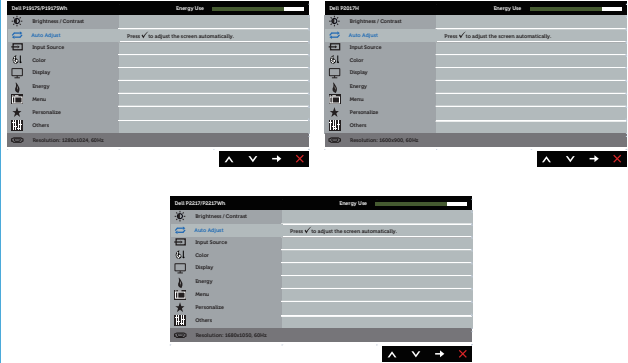 Dell P1917S/P1917SWh Energy Use
Brightness / Contrast
Auto Adjust Press ✓ to adjust the screen automatically.
Input Source
Color
Display
Energy
Menu
Personalize
Others
Resolution: 1280x1024, 60Hz
Dell P2017H Energy Use
Brightness / Contrast
Auto Adjust Press ✓ to adjust the screen automatically.
Input Source
Color
Display
Energy
Menu
Personalize
Others
Resolution: 1600x900, 60Hz
Dell P2217/P2217Wh Energy Use
Brightness / Contrast
Auto Adjust Press ✓ to adjust the screen automatically.
Input Source
Color
Display
Energy
Menu
Personalize
Others
Resolution: 1680x1050, 60Hz